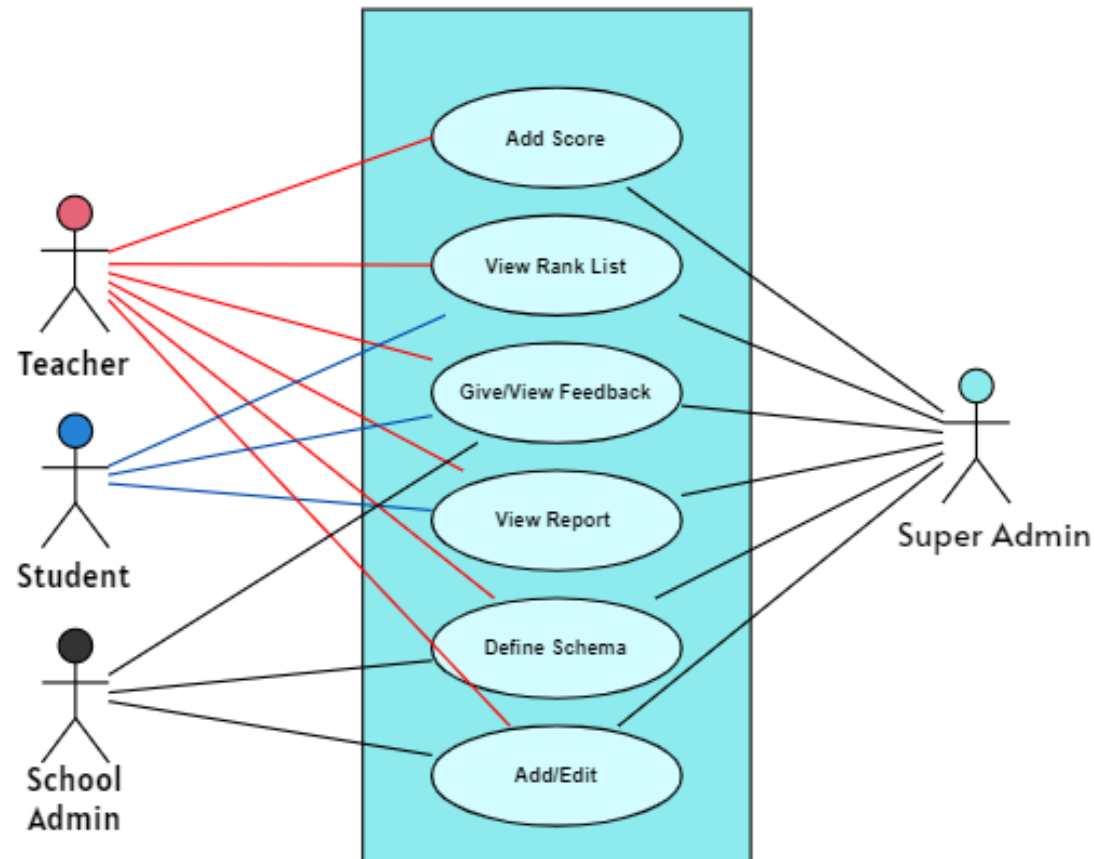 Add Score
View Rank List
Teacher
Give/View Feedback
View Report
Super Admin
Student
Define Schema
School
Admin
Add/Edit